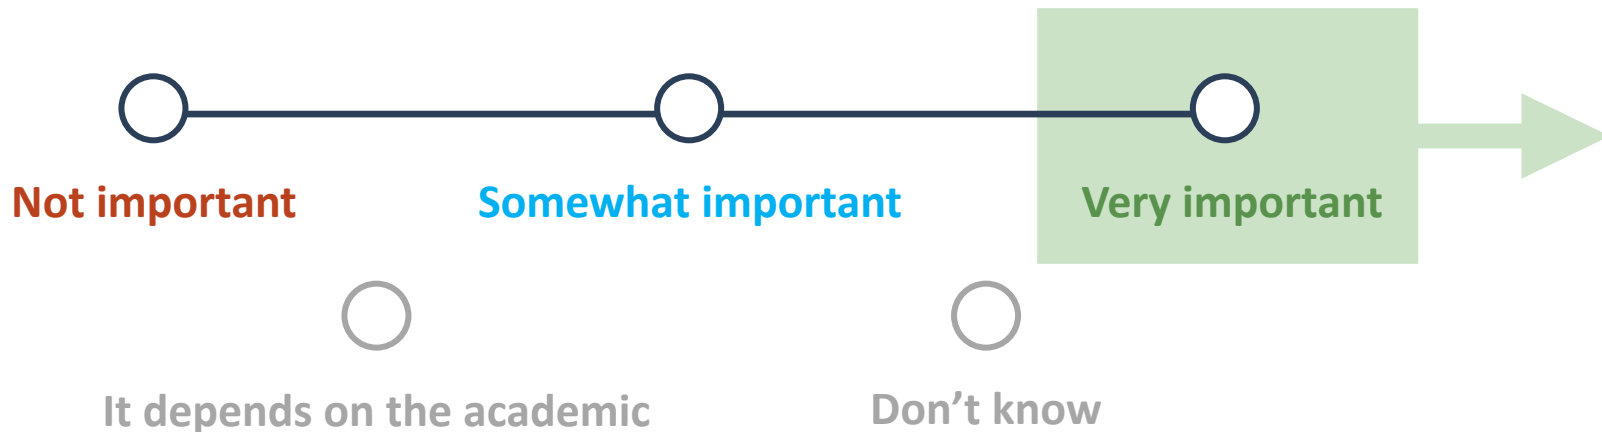 Not important
Somewhat important
Very important
It depends on the academic
Don't know